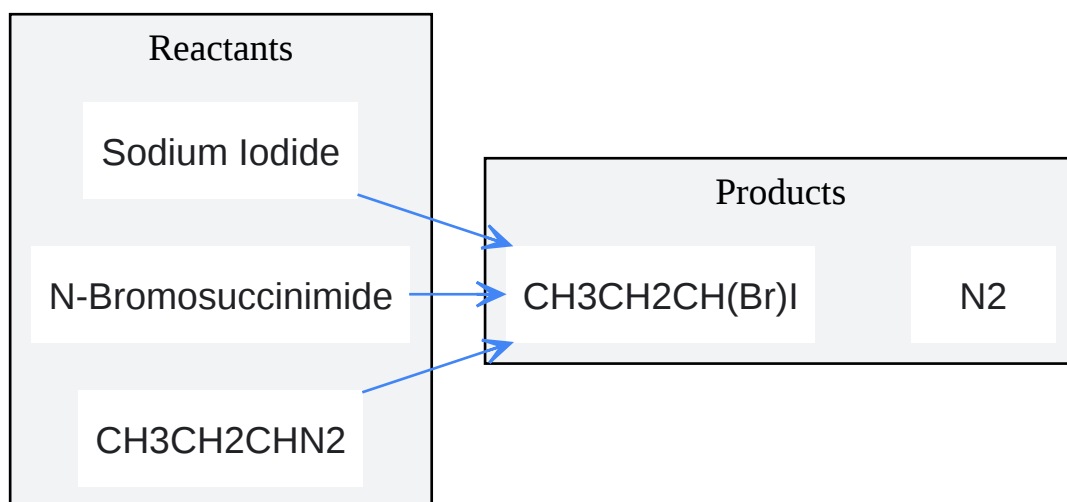 Reactants
Sodium Iodide
N-Bromosuccinimide
CH3CH2CHN2
Products
CH3CH2CH(Br)I
N2